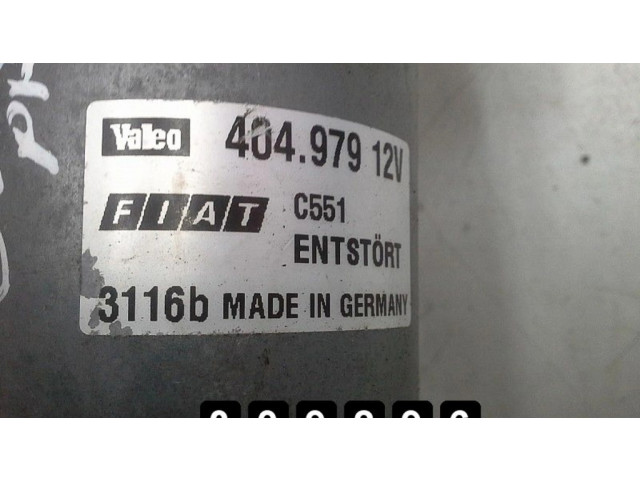 Valeo 404.979 12V
FIAT C551
ENTSTÖRT
3116b MADE IN GERMANY